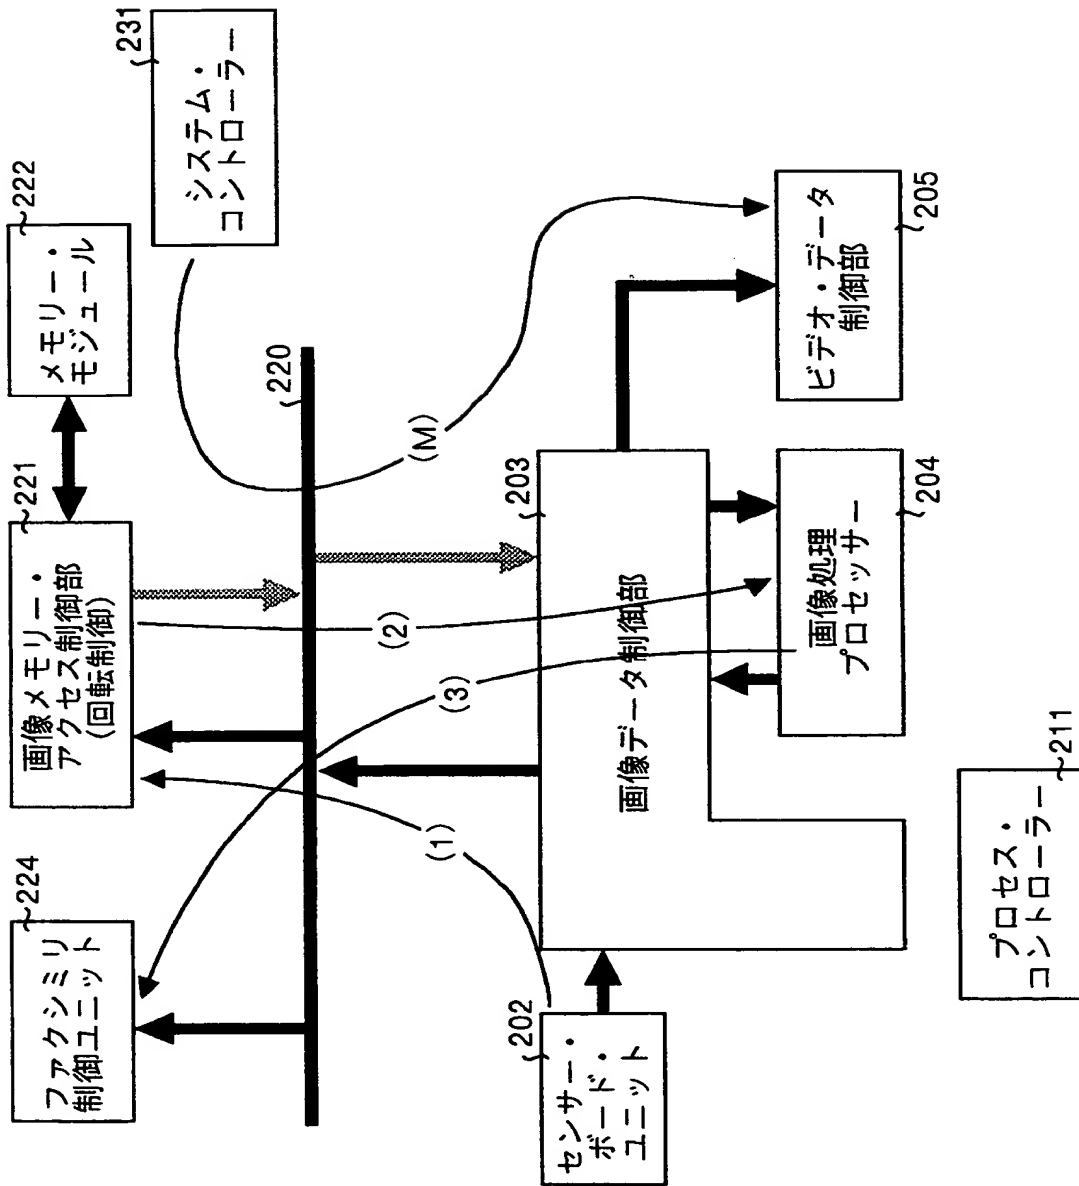 224
ファクシミリ
制御ユニット
221
画像メモリー・
アクセス制御部
(回転制御)
222
メモリー・
モジュール
231
システム・
コントローラー
220
(1)
(3)
(2)
(M)
202
センサー・
ボード・
ユニット
203
画像データ制御部
204
画像処理
プロセッサー
205
ビデオ・データ
制御部
211
プロセス・
コントローラー